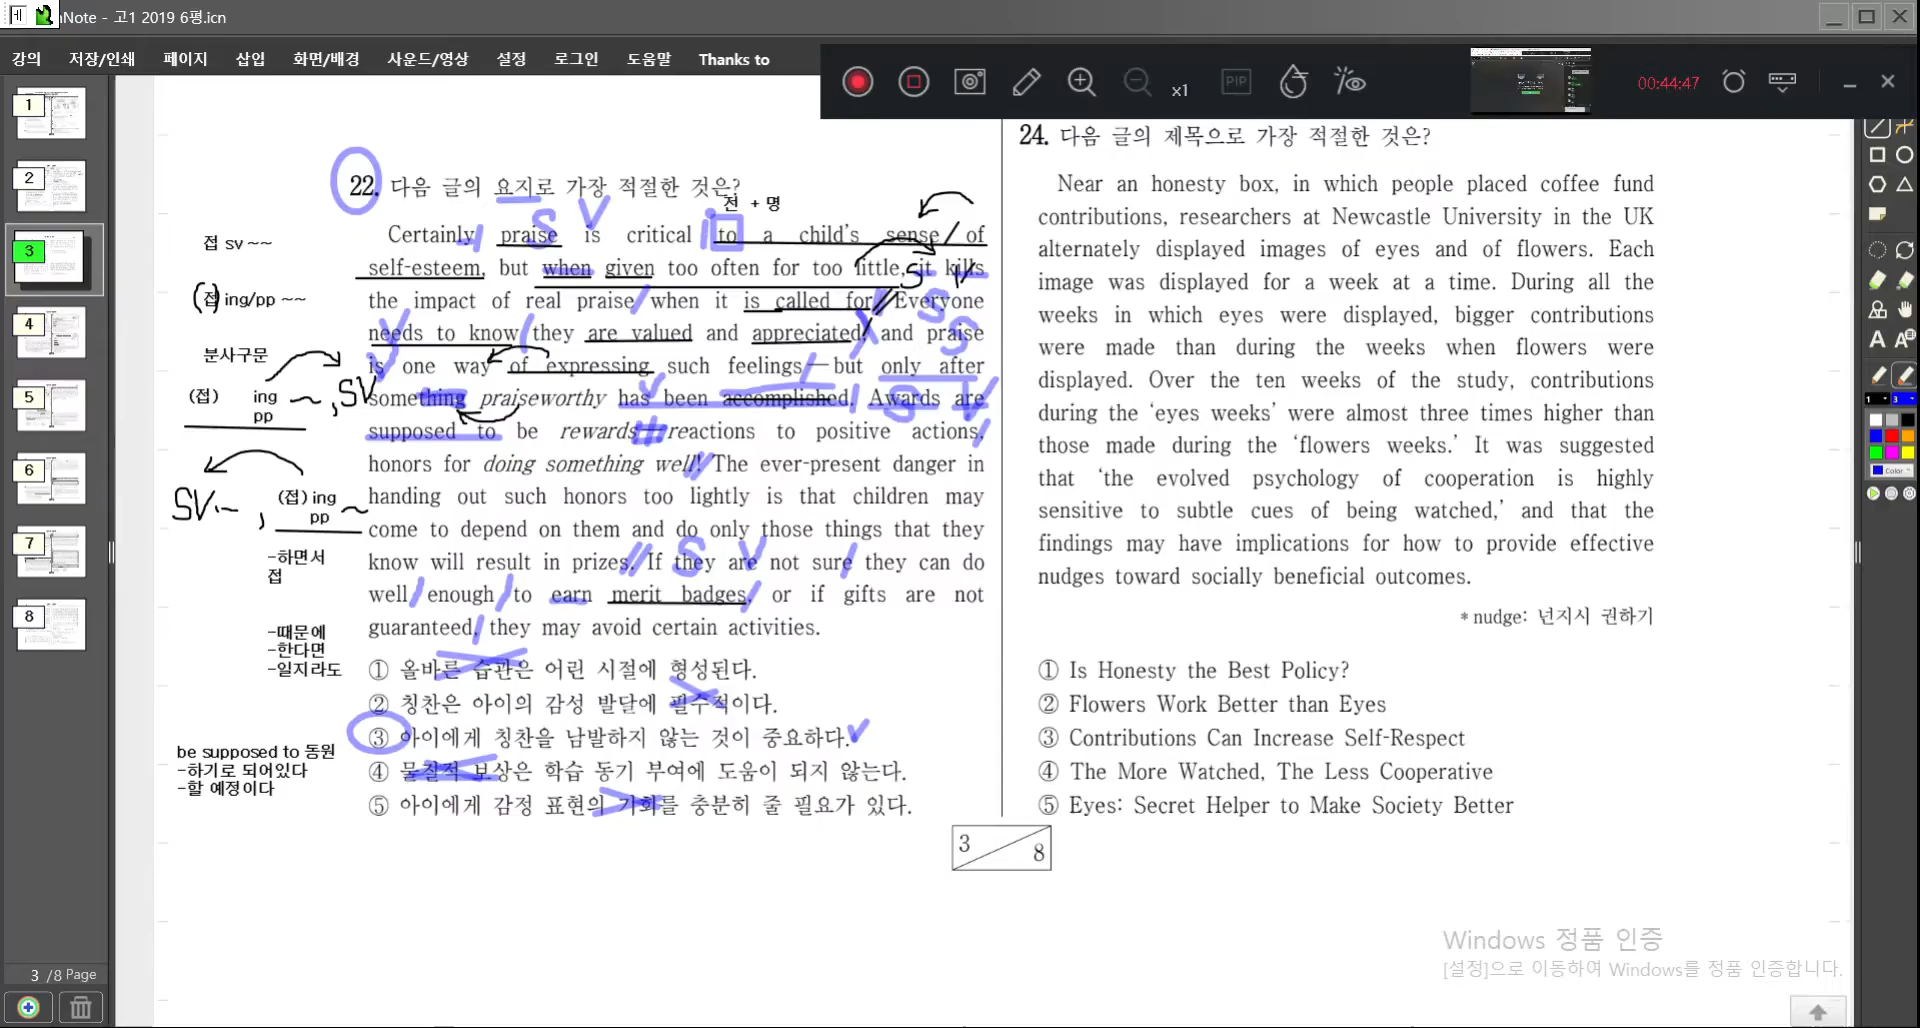 nNote - 고1 2019 6평.icn
강의 저장/인쇄 페이지 삽입 화면/배경 사운드/영상 설정 로그인 도움말 Thanks to
x1
PIP
00:44:47
1
2
3
4
5
6
7
8
3 /8 Page
접 sv ~~
(접) ing/pp ~~
분사구문
(접) ing ~, SV
pp
SV ~, (접) ing ~
pp
-하면서
접
-때문에
-한다면
-일지라도
be supposed to 동원
-하기로 되어있다
-할 예정이다
22. 다음 글의 요지로 가장 적절한 것은?
S V 전 + 명
Certainly praise is critical to a child's sense of
self-esteem, but when given too often for too little, it kills
the impact of real praise when it is called for. Everyone
needs to know they are valued and appreciated, and praise
is one way of expressing such feelings — but only after
something praiseworthy has been accomplished. Awards are
supposed to be rewards — reactions to positive actions,
honors for doing something well! The ever-present danger in
handing out such honors too lightly is that children may
come to depend on them and do only those things that they
know will result in prizes. If they are not sure they can do
well enough to earn merit badges, or if gifts are not
guaranteed, they may avoid certain activities.
① 올바른 습관은 어린 시절에 형성된다.
② 칭찬은 아이의 감성 발달에 필수적이다.
③ 아이에게 칭찬을 남발하지 않는 것이 중요하다.
④ 물질적 보상은 학습 동기 부여에 도움이 되지 않는다.
⑤ 아이에게 감정 표현의 기회를 충분히 줄 필요가 있다.
24. 다음 글의 제목으로 가장 적절한 것은?
Near an honesty box, in which people placed coffee fund
contributions, researchers at Newcastle University in the UK
alternately displayed images of eyes and of flowers. Each
image was displayed for a week at a time. During all the
weeks in which eyes were displayed, bigger contributions
were made than during the weeks when flowers were
displayed. Over the ten weeks of the study, contributions
during the ‘eyes weeks’ were almost three times higher than
those made during the ‘flowers weeks.’ It was suggested
that ‘the evolved psychology of cooperation is highly
sensitive to subtle cues of being watched,’ and that the
findings may have implications for how to provide effective
nudges toward socially beneficial outcomes.
* nudge: 넌지시 권하기
① Is Honesty the Best Policy?
② Flowers Work Better than Eyes
③ Contributions Can Increase Self-Respect
④ The More Watched, The Less Cooperative
⑤ Eyes: Secret Helper to Make Society Better
3 / 8
A
1 3
Color
Windows 정품 인증
[설정]으로 이동하여 Windows를 정품 인증합니다.